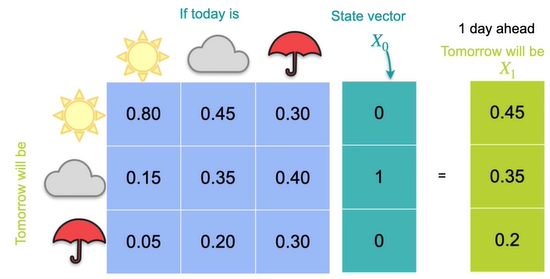 If today is
State vector
X0
1 day ahead
Tomorrow will be
X1
Tomorrow will be
0.80 0.45 0.30 0 0.45
0.15 0.35 0.40 1 = 0.35
0.05 0.20 0.30 0 0.2